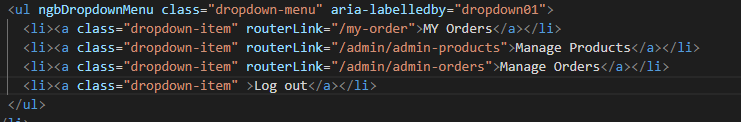 <ul ngbDropdownMenu class="dropdown-menu" aria-labelledby="dropdown01">
<li><a class="dropdown-item" routerLink="/my-order">MY Orders</a></li>
<li><a class="dropdown-item" routerLink="/admin/admin-products">Manage Products</a></li>
<li><a class="dropdown-item" routerLink="/admin/admin-orders">Manage Orders</a></li>
<li><a class="dropdown-item" >Log out</a></li>
</ul>
</li>